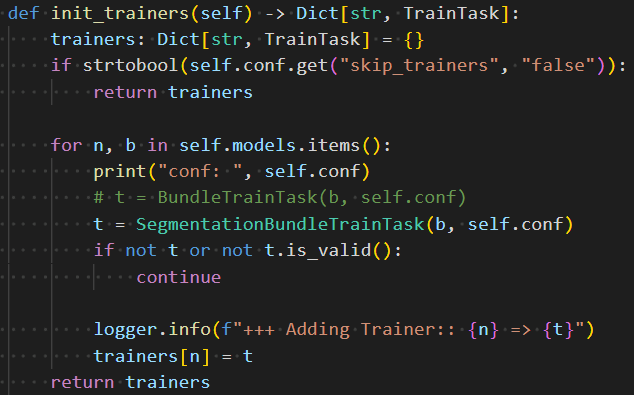 def init_trainers(self) -> Dict[str, TrainTask]:
    trainers: Dict[str, TrainTask] = {}
    if strtobool(self.conf.get("skip_trainers", "false")):
        return trainers

    for n, b in self.models.items():
        print("conf: ", self.conf)
        # t = BundleTrainTask(b, self.conf)
        t = SegmentationBundleTrainTask(b, self.conf)
        if not t or not t.is_valid():
            continue

        logger.info(f"+++ Adding Trainer:: {n} => {t}")
        trainers[n] = t
    return trainers